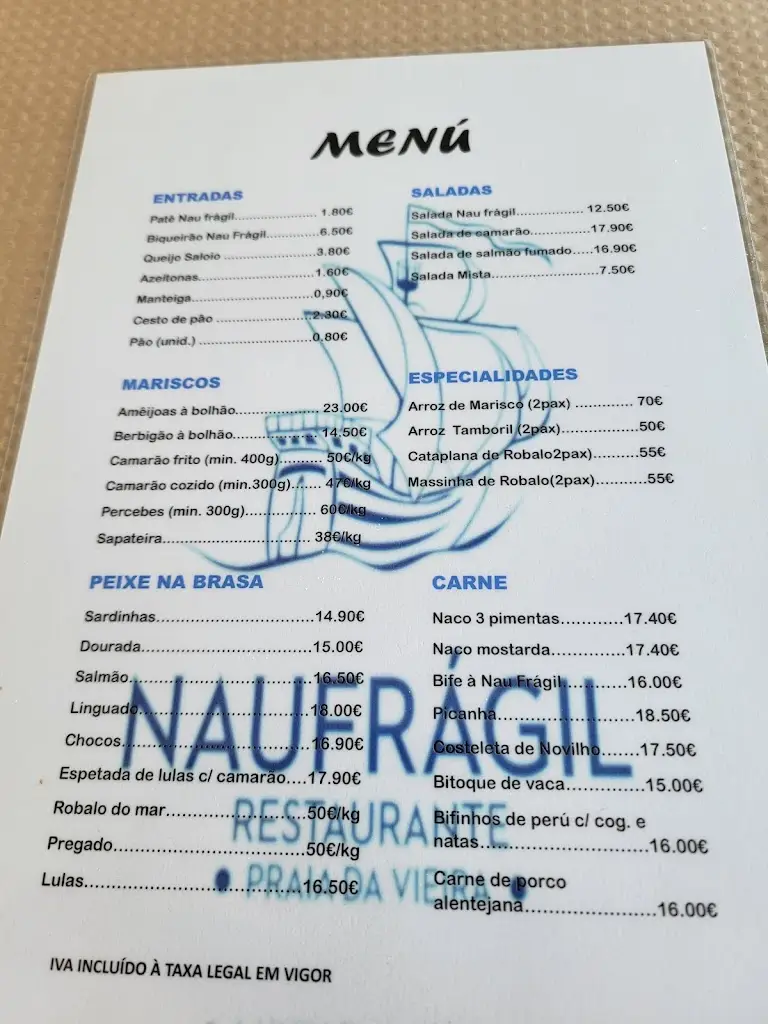 MENÚ
ENTRADAS
Patê Nau frágil........................ 1.80€
Biqueirão Nau Frágil...............6.50€
Queijo Saloio ...........................3.80€
Azeitonas.................................1.60€
Manteiga...................................0,90€
Cesto de pão ...........................2.30€
Pão (unid.) ................................0.80€
SALADAS
Salada Nau frágil................. 12.50€
Salada de camarão...............17.90€
Salada de salmão fumado.....16.90€
Salada Mista...........................7.50€
MARISCOS
Amêijoas à bolhão.................... 23.00€
Berbigão à bolhão.....................14.50€
Camarão frito (min. 400g).......... 50€/kg
Camarão cozido (min.300g)....... 47€/kg
Percebes (min. 300g)................ 60€/kg
Sapateira.................................. 38€/kg
ESPECIALIDADES
Arroz de Marisco (2pax) ............. 70€
Arroz Tamboril (2pax).................50€
Cataplana de Robalo2pax)..........55€
Massinha de Robalo(2pax)...........55€
PEIXE NA BRASA
Sardinhas...................................14.90€
Dourada......................................15.00€
Salmão........................................16.50€
Linguado.....................................18.00€
Chocos........................................16.90€
Espetada de lulas c/ camarão....17.90€
Robalo do mar............................50€/kg
Pregado......................................50€/kg
Lulas...........................................16.50€
CARNE
Naco 3 pimentas............17.40€
Naco mostarda..............17.40€
Bife à Nau Frágil...........16.00€
Picanha.........................18.50€
Costeleta de Novilho.......17.50€
Bitoque de vaca..............15.00€
Bifinhos de perú c/ cog. e
natas..............................16.00€
Carne de porco
alentejana.......................16.00€
NAUFRÁGIL
RESTAURANTE
• PRAIA DA VIEIRA •
IVA INCLUÍDO À TAXA LEGAL EM VIGOR